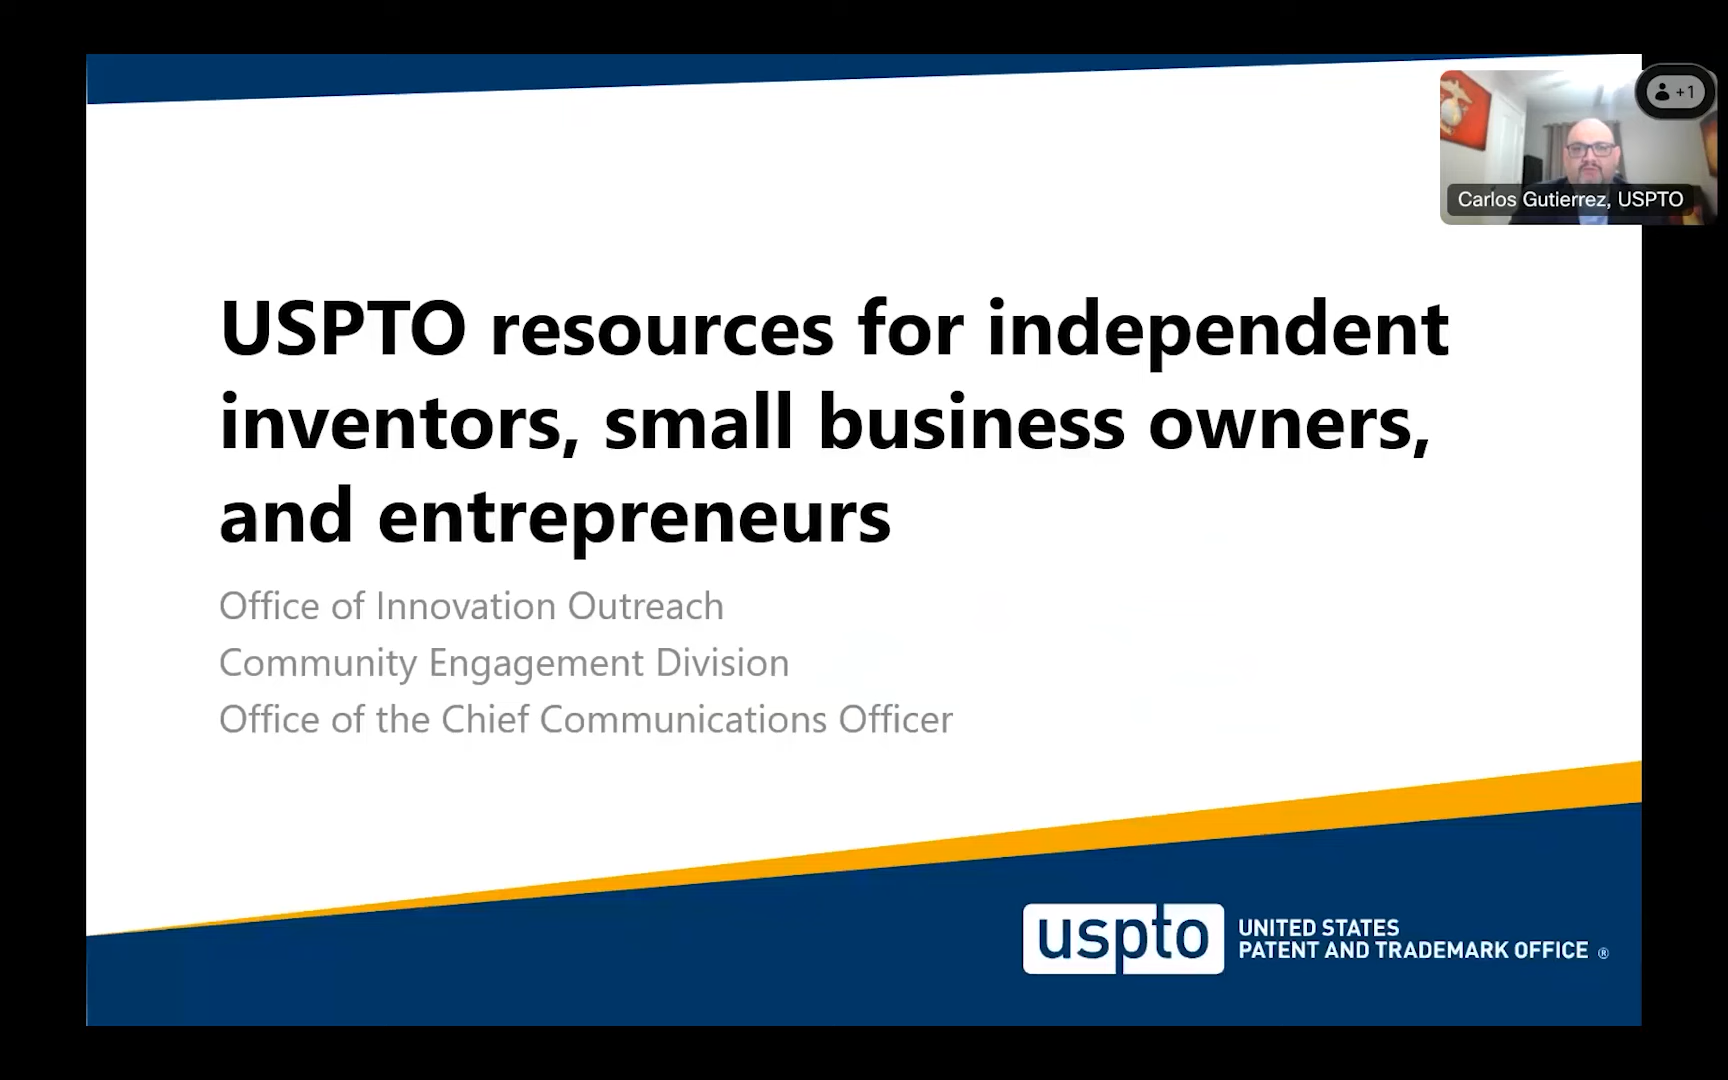 +1
Carlos Gutierrez, USPTO
USPTO resources for independent
inventors, small business owners,
and entrepreneurs
Office of Innovation Outreach
Community Engagement Division
Office of the Chief Communications Officer
uspto
UNITED STATES
PATENT AND TRADEMARK OFFICE ®